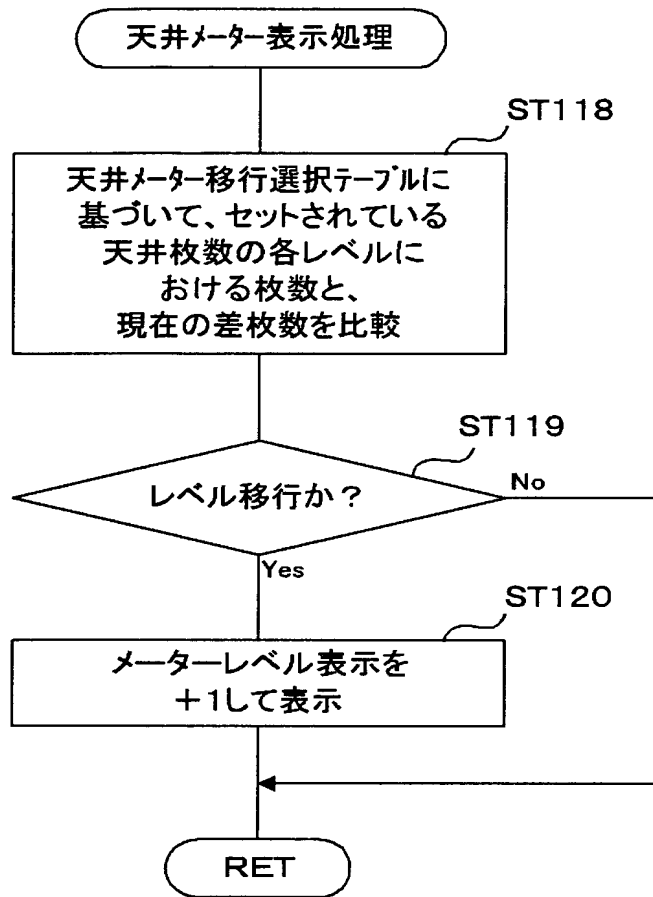 天井メーター表示処理
ST118
天井メーター移行選択テーブルに
基づいて、セットされている
天井枚数の各レベルに
おける枚数と、
現在の差枚数を比較
ST119
レベル移行か？
No
Yes
ST120
メーターレベル表示を
＋1して表示
RET